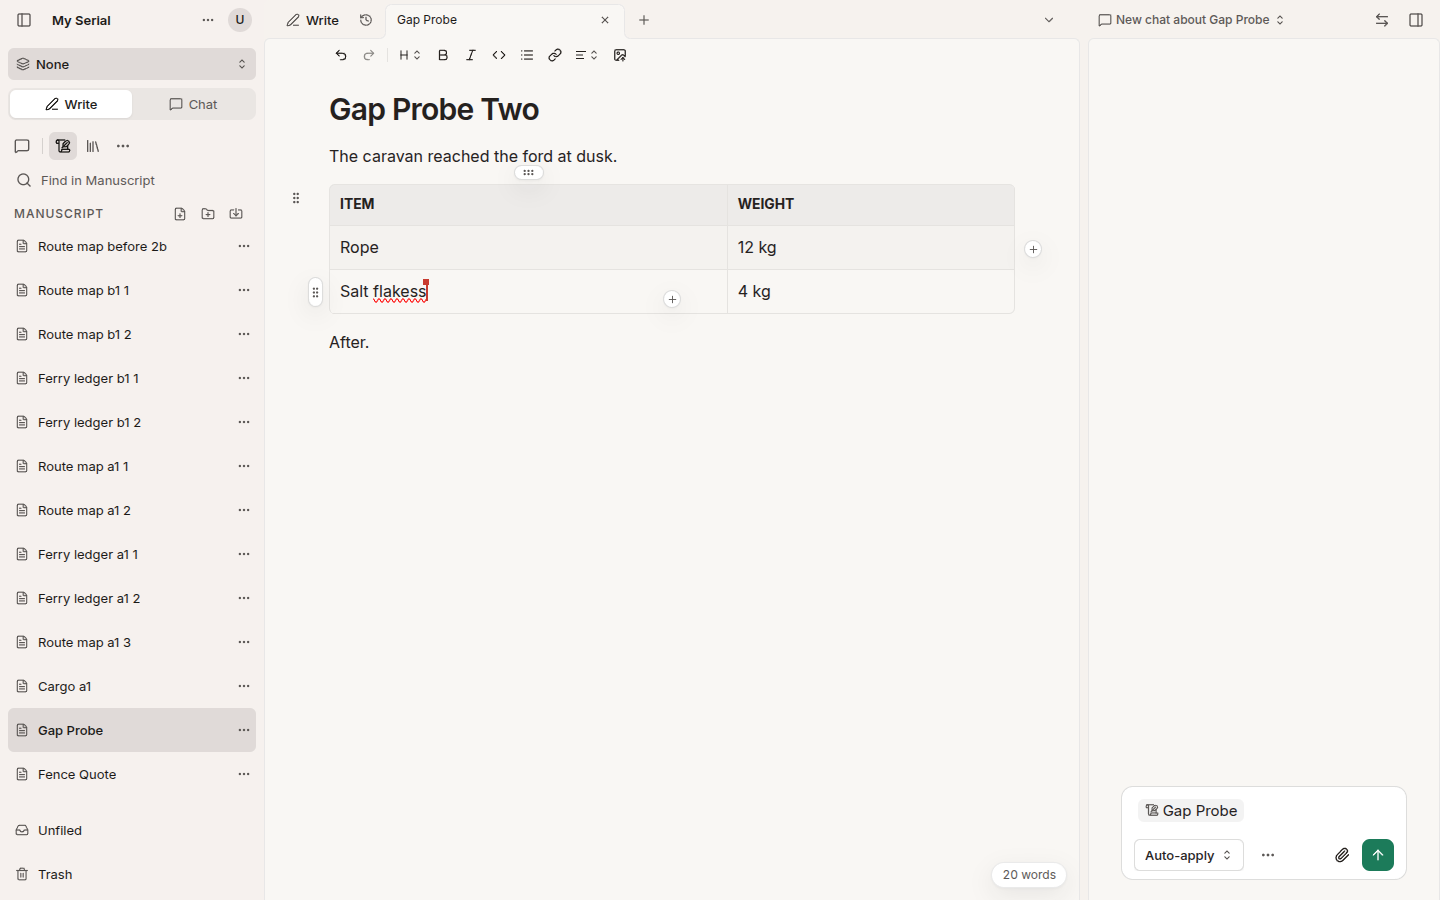 My Serial
U
None
Write
Chat
Find in Manuscript
MANUSCRIPT
Route map before 2b
Route map b1 1
Route map b1 2
Ferry ledger b1 1
Ferry ledger b1 2
Route map a1 1
Route map a1 2
Ferry ledger a1 1
Ferry ledger a1 2
Route map a1 3
Cargo a1
Gap Probe
Fence Quote
Unfiled
Trash
Write
Gap Probe
H
B
I
Gap Probe Two
The caravan reached the ford at dusk.
ITEM WEIGHT
Rope 12 kg
Salt flakess 4 kg
After.
20 words
New chat about Gap Probe
Gap Probe
Auto-apply